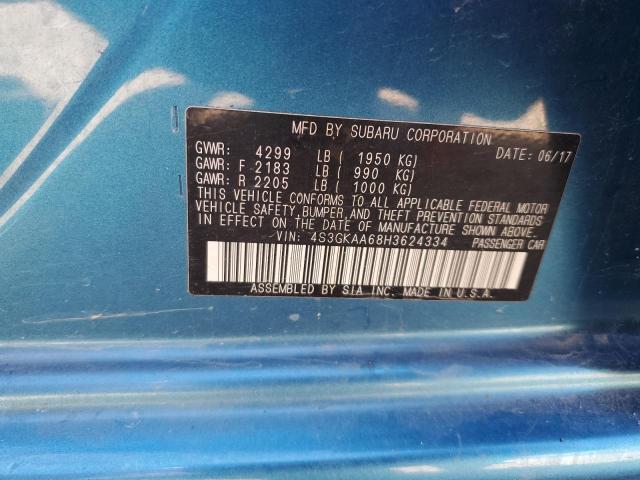 MFD BY SUBARU CORPORATION DATE: 06/17
GVWR: 4299 LB ( 1950 KG)
GAWR: F 2183 LB ( 990 KG)
GAWR: R 2205 LB ( 1000 KG)
THIS VEHICLE CONFORMS TO ALL APPLICABLE FEDERAL MOTOR
VEHICLE SAFETY, BUMPER, AND THEFT PREVENTION STANDARDS
IN EFFECT ON THE DATE OF MANUFACTURE SHOWN ABOVE.
VIN: 4S3GKAA68H3624334 PASSENGER CAR
ASSEMBLED BY S.I.A. INC. MADE IN U.S.A.